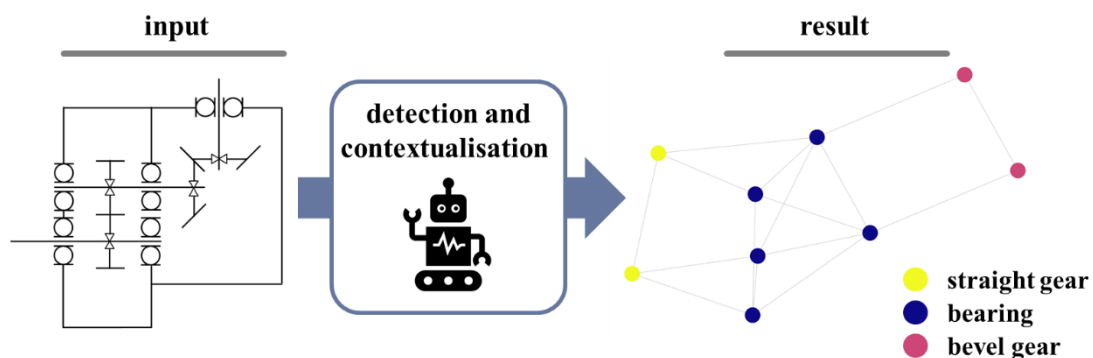 input
detection and
contextualisation
result
straight gear
bearing
bevel gear